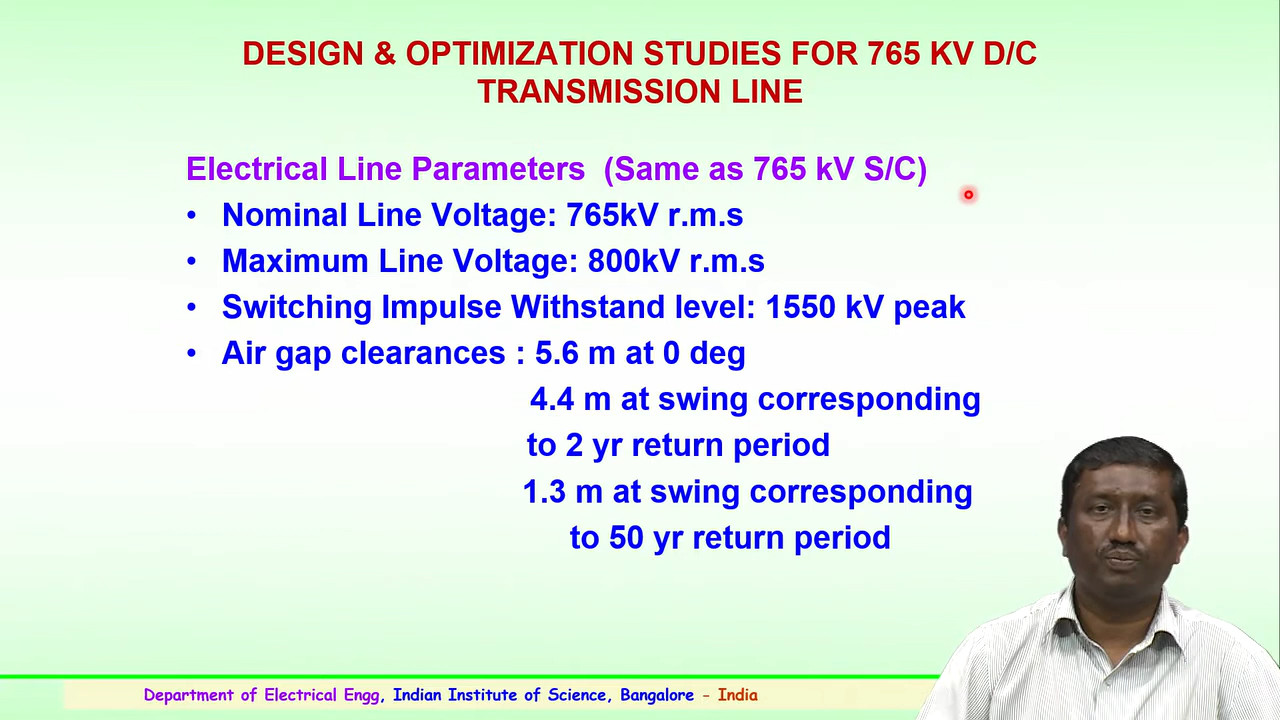 DESIGN & OPTIMIZATION STUDIES FOR 765 KV D/C
TRANSMISSION LINE
Electrical Line Parameters (Same as 765 kV S/C)
• Nominal Line Voltage: 765kV r.m.s
• Maximum Line Voltage: 800kV r.m.s
• Switching Impulse Withstand level: 1550 kV peak
• Air gap clearances : 5.6 m at 0 deg
4.4 m at swing corresponding
to 2 yr return period
1.3 m at swing corresponding
to 50 yr return period
Department of Electrical Engg, Indian Institute of Science, Bangalore - India